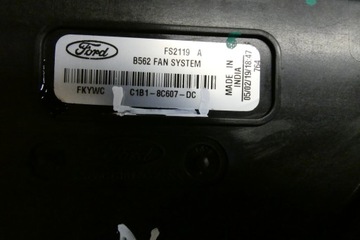 Ford
FS2119 A
B562 FAN SYSTEM
FKYWC C1B1-8C607-DC
MADE IN
INDIA
05/02/19/18:47
764